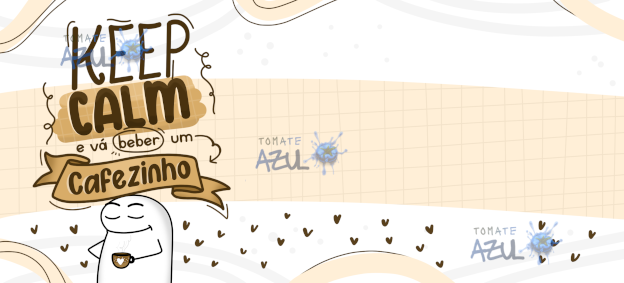 KEEP
CALM
e vá beber um
Cafezinho
TOMATE
AZUL
TOMATE
AZUL
TOMATE
AZUL